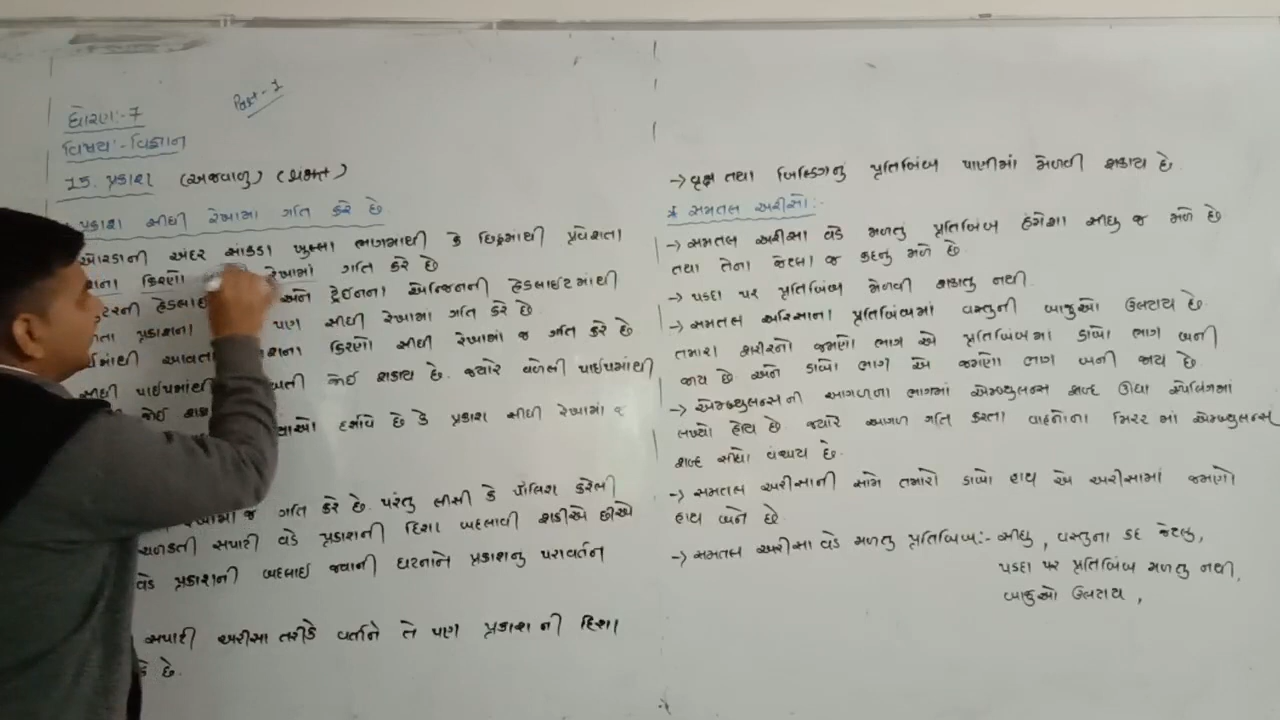 ધોરણ:-7
Part-1
વિષય:-વિજ્ઞાન
15. પ્રકાશ (અજવાળુ)
પ્રકાશ સીધી રેખામાં ગતિ કરે છે
ઓરડાની અંદર સાંકડા ખુલ્લા ભાગમાથી કે છિદ્રમાથી પ્રવેશતા
કિરણો રેખામાં ગતિ કરે છે
અને ટ્રેઈનના એન્જિનની હેડલાઈટમાંથી
પ્રકાશના પણ સીધી રેખામાં ગતિ કરે છે.
આવતા કિરણો સીધી રેખામાં જ ગતિ કરે છે
સીધી પાઈપમાંથી જોઈ શકાય છે. જ્યારે વળેલી પાઈપમાંથી
જોઈ દર્શાવે છે કે પ્રકાશ સીધી રેખામાં જ
જ ગતિ કરે છે. પરંતુ લીસી કે પોલિશ કરેલી
ચળકતી સપાટી વડે પ્રકાશની દિશા બદલાવી શકીએ છીએ
વડે પ્રકાશની બદલાઈ જવાની ઘટનાને પ્રકાશનુ પરાવર્તન
સપાટી અરીસા તરીકે વર્તીને તે પણ પ્રકાશની દિશા
છે.
→ વૃક્ષ તથા બિલ્ડિંગનું પ્રતિબિંબ પાણીમાં મેળવી શકાય છે.
* સમતલ અરીસો:-
→ સમતલ અરીસા વડે મળતું પ્રતિબિંબ હંમેશા સીધુ જ મળે છે
તથા તેના જેટલા જ કદનુ મળે છે.
→ પડદા પર પ્રતિબિંબ મેળવી શકાતુ નથી.
→ સમતલ અરિસાના પ્રતિબિંબમાં વસ્તુની બાજુઓ ઉલટાય છે.
તમારા શરીરનો જમણો ભાગ એ પ્રતિબિંબમાં ડાબો ભાગ બની
જાય છે અને ડાબો ભાગ એ જમણો ભાગ બની જાય છે
→ એમ્બ્યુલન્સની આગળના ભાગમાં એમ્બ્યુલન્સ શબ્દ ઊંધા સ્પેલિંગમાં
લખ્યો હોય છે. જ્યારે આગળ ગતિ કરતા વાહનોના મિરર માં એમ્બ્યુલન્સ
શબ્દ સીધો વંચાય છે.
→ સમતલ અરીસાની સામે તમારો ડાબો હાથ એ અરીસામાં જમણો
હાથ બને છે.
→ સમતલ અરીસા વડે મળતુ પ્રતિબિંબ:- સીધુ, વસ્તુના કદ જેટલુ,
પડદા પર પ્રતિબિંબ મળતુ નથી,
બાજુઓ ઉલટાય,